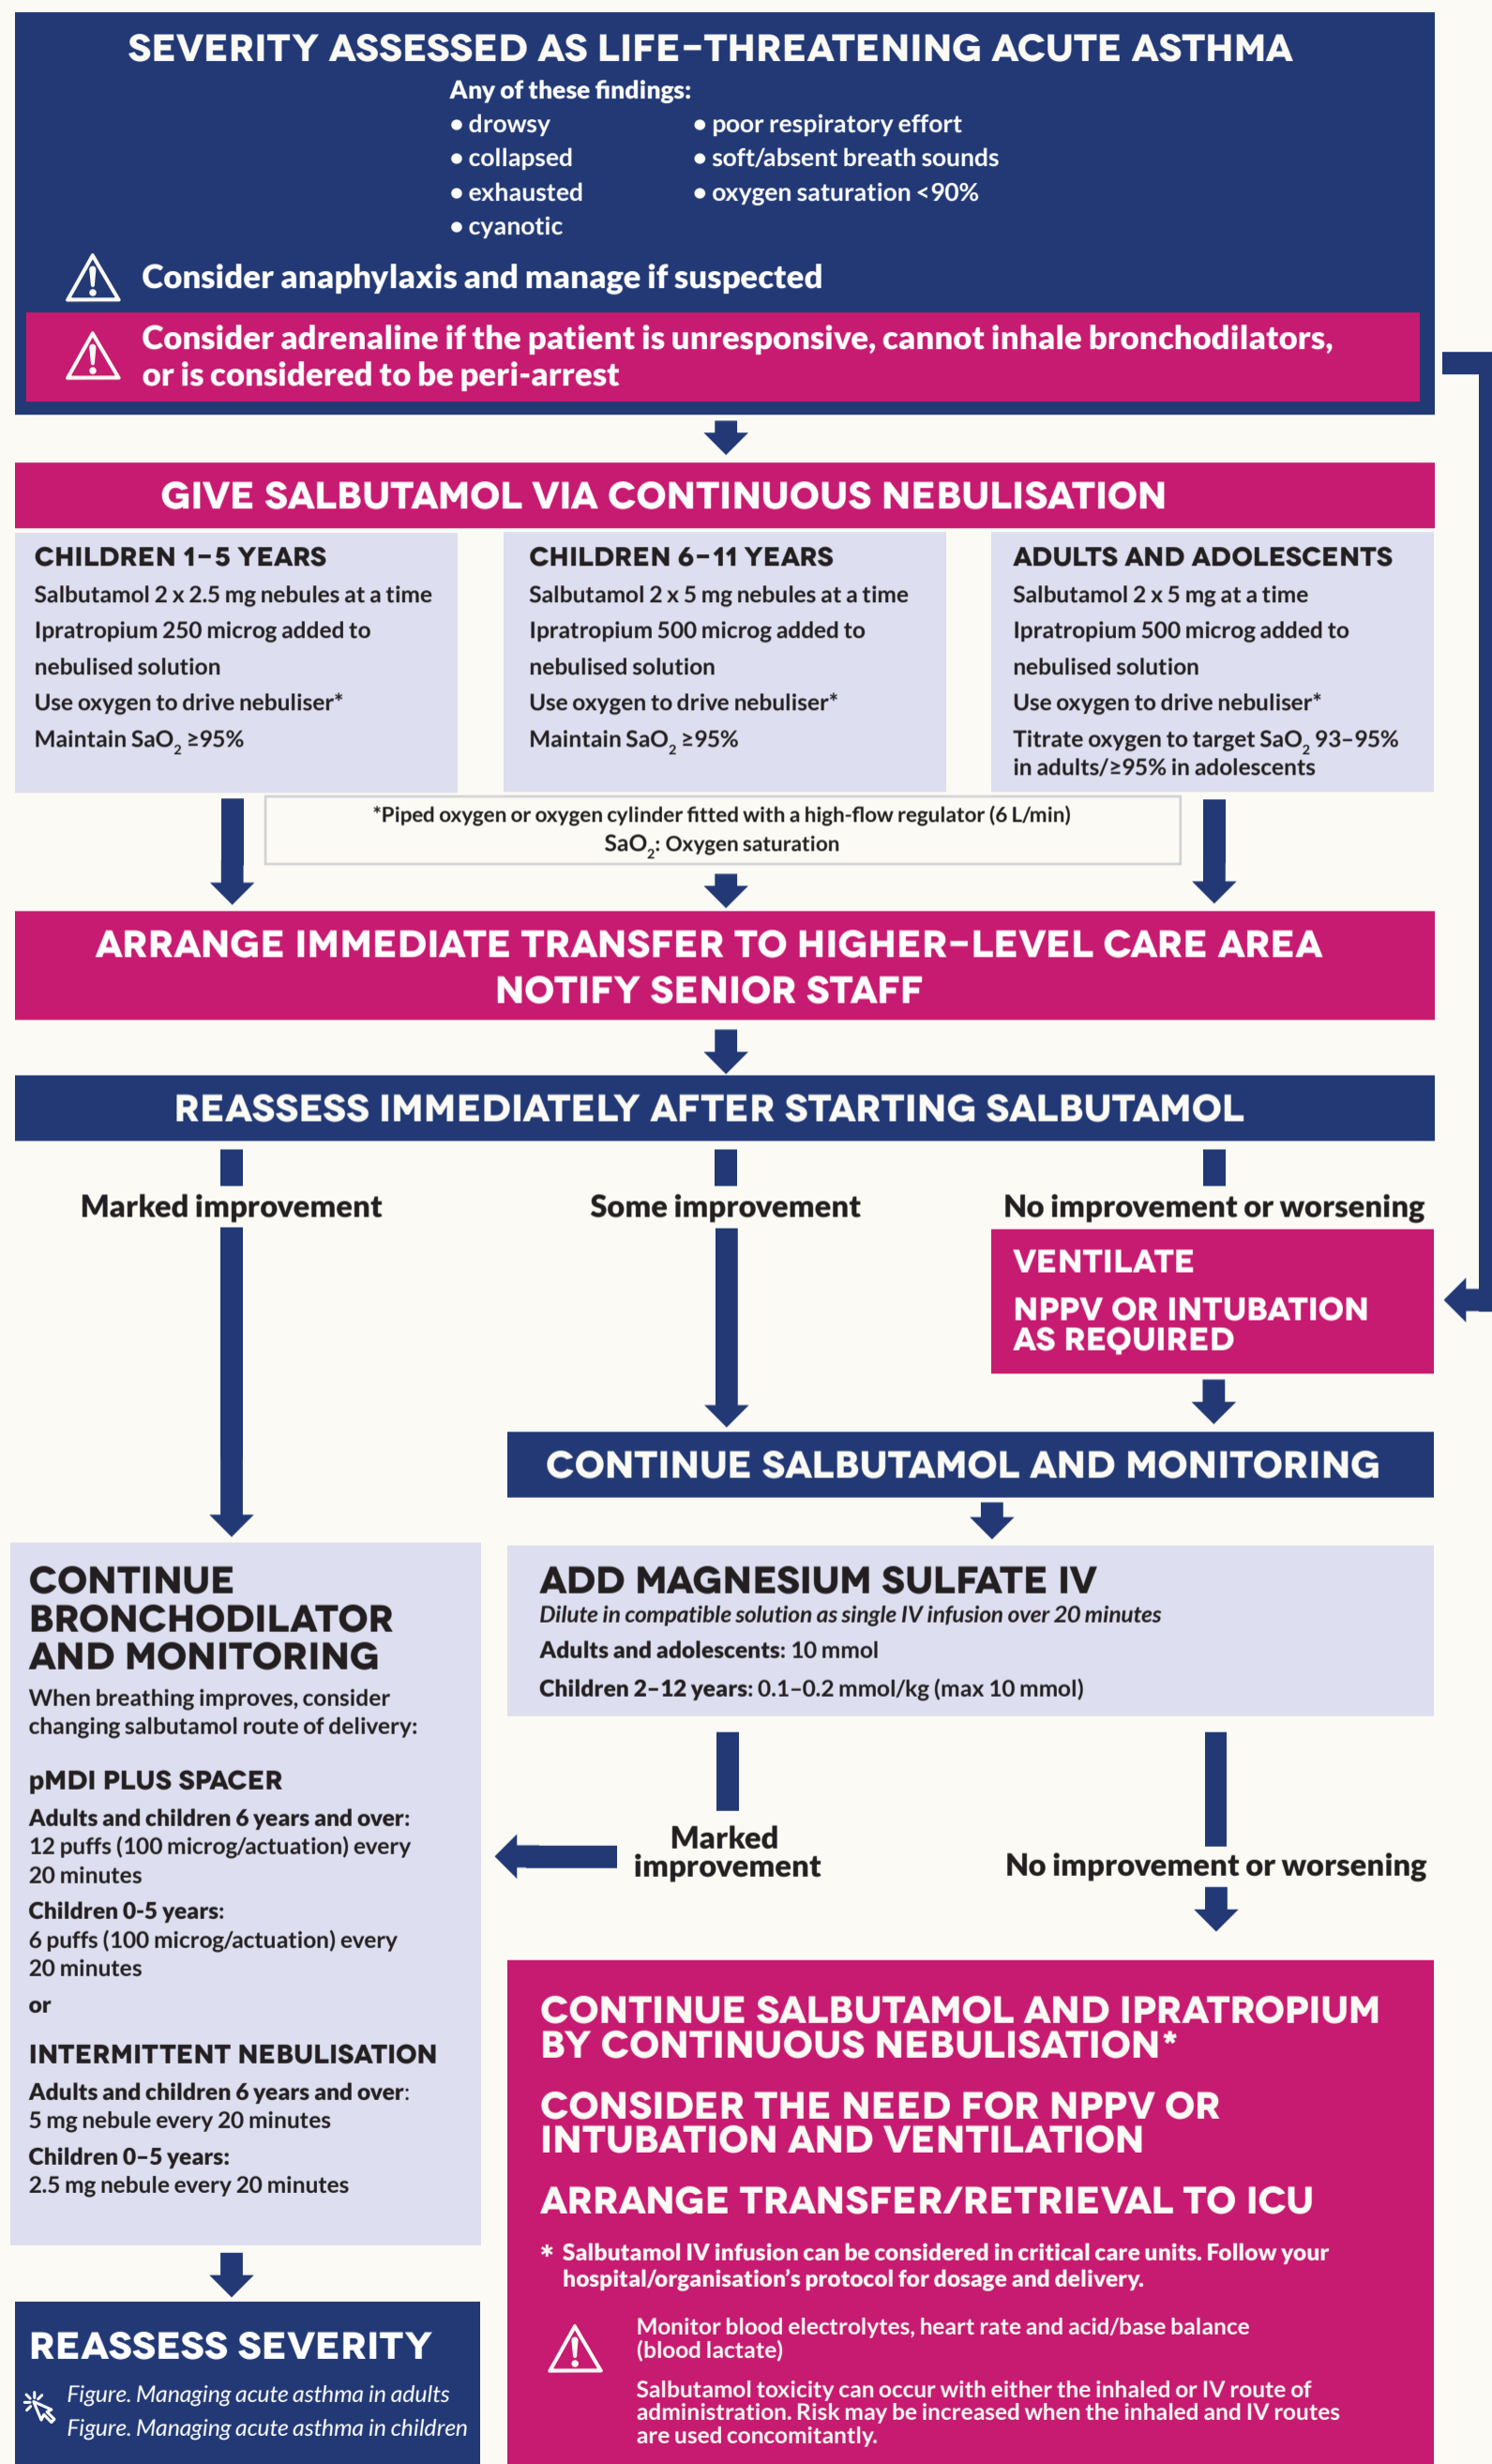 SEVERITY ASSESSED AS LIFE-THREATENING ACUTE ASTHMA
Any of these findings:
• drowsy
• collapsed
• exhausted
• cyanotic
• poor respiratory effort
• soft/absent breath sounds
• oxygen saturation <90%
Consider anaphylaxis and manage if suspected
Consider adrenaline if the patient is unresponsive, cannot inhale bronchodilators,
or is considered to be peri-arrest
GIVE SALBUTAMOL VIA CONTINUOUS NEBULISATION
CHILDREN 1-5 YEARS
Salbutamol 2 x 2.5 mg nebules at a time
Ipratropium 250 microg added to
nebulised solution
Use oxygen to drive nebuliser*
Maintain SaO₂ ≥95%
CHILDREN 6-11 YEARS
Salbutamol 2 x 5 mg nebules at a time
Ipratropium 500 microg added to
nebulised solution
Use oxygen to drive nebuliser*
Maintain SaO₂ ≥95%
ADULTS AND ADOLESCENTS
Salbutamol 2 x 5 mg at a time
Ipratropium 500 microg added to
nebulised solution
Use oxygen to drive nebuliser*
Titrate oxygen to target SaO₂ 93–95%
in adults/≥95% in adolescents
*Piped oxygen or oxygen cylinder fitted with a high-flow regulator (6 L/min)
SaO₂: Oxygen saturation
ARRANGE IMMEDIATE TRANSFER TO HIGHER-LEVEL CARE AREA
NOTIFY SENIOR STAFF
REASSESS IMMEDIATELY AFTER STARTING SALBUTAMOL
Marked improvement
Some improvement
No improvement or worsening
VENTILATE
NPPV OR INTUBATION
AS REQUIRED
CONTINUE SALBUTAMOL AND MONITORING
ADD MAGNESIUM SULFATE IV
Dilute in compatible solution as single IV infusion over 20 minutes
Adults and adolescents: 10 mmol
Children 2–12 years: 0.1–0.2 mmol/kg (max 10 mmol)
Marked
improvement
No improvement or worsening
CONTINUE
BRONCHODILATOR
AND MONITORING
When breathing improves, consider
changing salbutamol route of delivery:
pMDI PLUS SPACER
Adults and children 6 years and over:
12 puffs (100 microg/actuation) every
20 minutes
Children 0-5 years:
6 puffs (100 microg/actuation) every
20 minutes
or
INTERMITTENT NEBULISATION
Adults and children 6 years and over:
5 mg nebule every 20 minutes
Children 0–5 years:
2.5 mg nebule every 20 minutes
REASSESS SEVERITY
Figure. Managing acute asthma in adults
Figure. Managing acute asthma in children
CONTINUE SALBUTAMOL AND IPRATROPIUM
BY CONTINUOUS NEBULISATION*
CONSIDER THE NEED FOR NPPV OR
INTUBATION AND VENTILATION
ARRANGE TRANSFER/RETRIEVAL TO ICU
* Salbutamol IV infusion can be considered in critical care units. Follow your
hospital/organisation's protocol for dosage and delivery.
Monitor blood electrolytes, heart rate and acid/base balance
(blood lactate)
Salbutamol toxicity can occur with either the inhaled or IV route of
administration. Risk may be increased when the inhaled and IV routes
are used concomitantly.